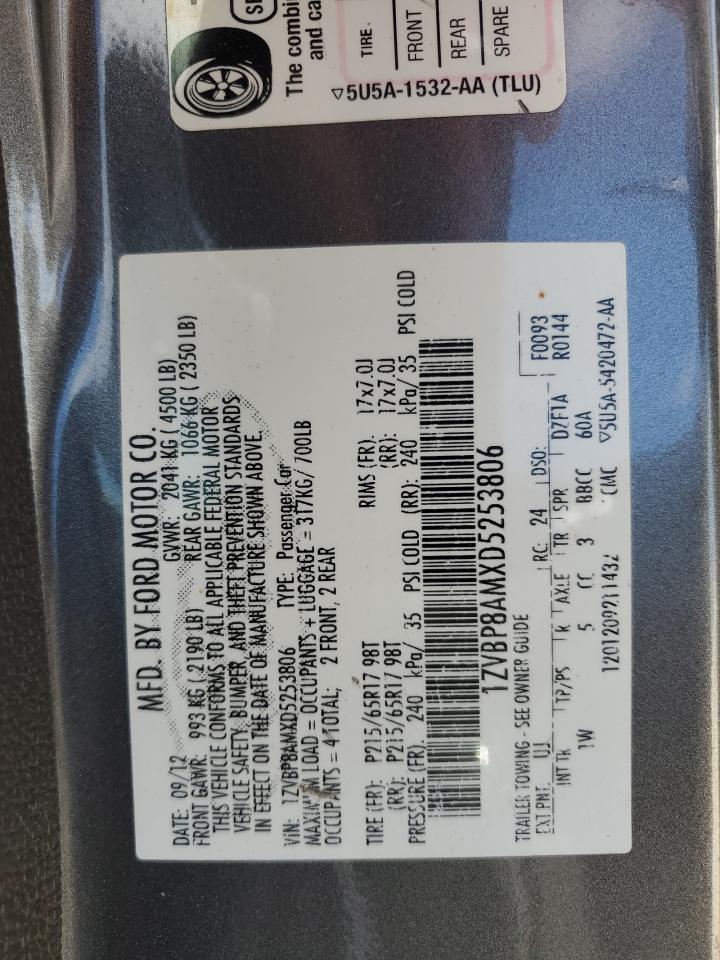 The combi
and ca
TIRE
FRONT
REAR
SPARE
▽5U5A-1532-AA (TLU)
MFD. BY FORD MOTOR CO.
DATE: 09/12 GVWR: 2041 KG ( 4500 LB)
FRONT GAWR: 993 KG ( 2190 LB) REAR GAWR: 1066 KG ( 2350 LB)
THIS VEHICLE CONFORMS TO ALL APPLICABLE FEDERAL MOTOR
VEHICLE SAFETY, BUMPER, AND THEFT PREVENTION STANDARDS
IN EFFECT ON THE DATE OF MANUFACTURE SHOWN ABOVE.
VIN: 1ZVBP8AMXD5253806 TYPE: Passenger Car
MAXIMUM LOAD = OCCUPANTS + LUGGAGE = 317KG/ 700LB
OCCUPANTS = 4 TOTAL; 2 FRONT, 2 REAR
TIRE (FR): P215/65R17 98T RIMS (FR): 17x7.0J
(RR): P215/65R17 98T (RR): 17x7.0J
PRESSURE (FR): 240 kPa/ 35 PSI COLD (RR): 240 kPa/ 35 PSI COLD
1ZVBP8AMXD5253806
TRAILER TOWING - SEE OWNER GUIDE
EXT PNT: UJ RC: 24 DSO: F0093
INT TR TP/PS R AXLE TR SPR DZF1A R0144
1W 5 CC 3 BBCC 60A
1201209211432 CMC ▽5U5A-5420472-AA